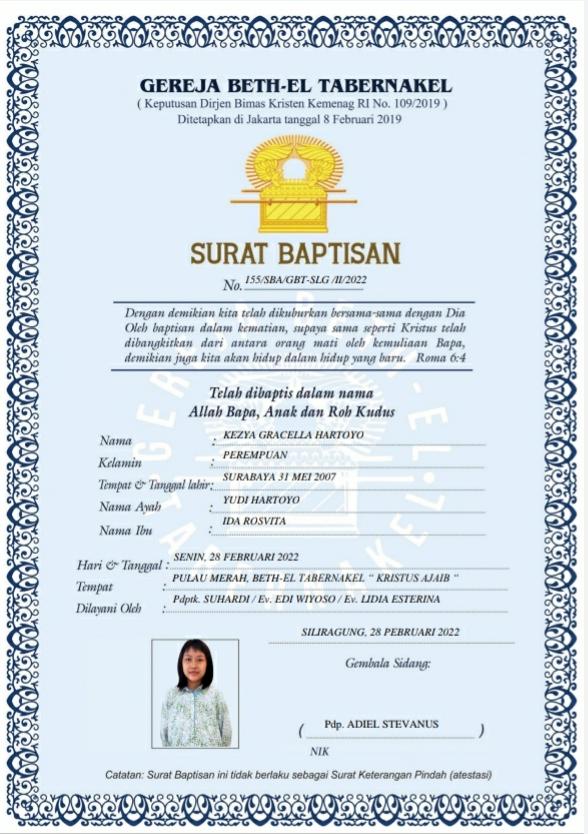 GEREJA BETH-EL TABERNAKEL
( Keputusan Dirjen Bimas Kristen Kemenag RI No. 109/2019 )
Ditetapkan di Jakarta tanggal 8 Februari 2019
SURAT BAPTISAN
No. 155/SBA/GBT-SLG /II/2022
Dengan demikian kita telah dikuburkan bersama-sama dengan Dia
Oleh baptisan dalam kematian, supaya sama seperti Kristus telah
dibangkitkan dari antara orang mati oleh kemuliaan Bapa,
demikian juga kita akan hidup dalam hidup yang baru. Roma 6:4
Telah dibaptis dalam nama
Allah Bapa, Anak dan Roh Kudus
Nama : KEZYA GRACELLA HARTOYO
Kelamin : PEREMPUAN
Tempat & Tanggal lahir: SURABAYA 31 MEI 2007
Nama Ayah : YUDI HARTOYO
Nama Ibu : IDA ROSVITA
Hari & Tanggal : SENIN, 28 FEBRUARI 2022
Tempat : PULAU MERAH, BETH-EL TABERNAKEL " KRISTUS AJAIB "
Dilayani Oleh : Pdptk. SUHARDI / Ev. EDI WIYOSO / Ev. LIDIA ESTERINA
SILIRAGUNG, 28 PEBRUARI 2022
Gembala Sidang:
( Pdp. ADIEL STEVANUS )
NIK
Catatan: Surat Baptisan ini tidak berlaku sebagai Surat Keterangan Pindah (atestasi)
GEREJA BETH-EL TABERNAKEL